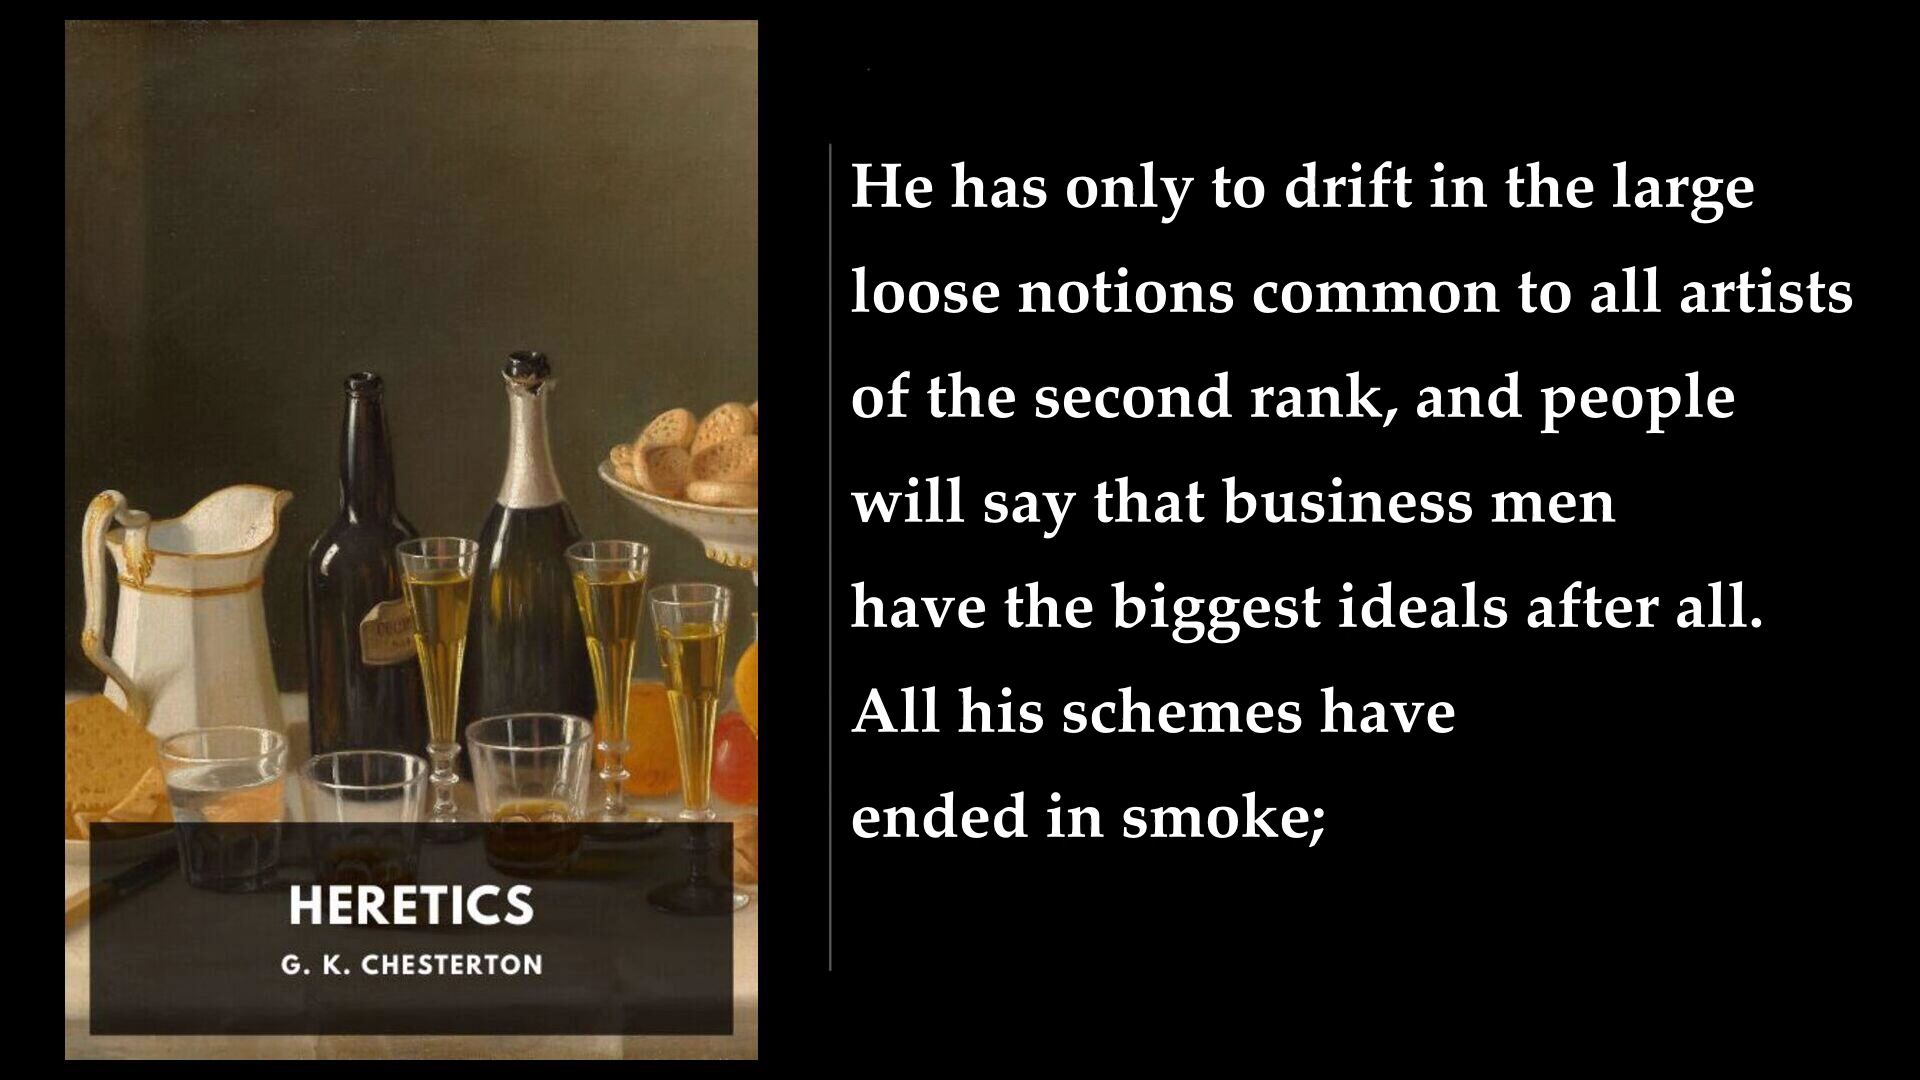 He has only to drift in the large
loose notions common to all artists
of the second rank, and people
will say that business men
have the biggest ideals after all.
All his schemes have
ended in smoke;
HERETICS
G. K. CHESTERTON